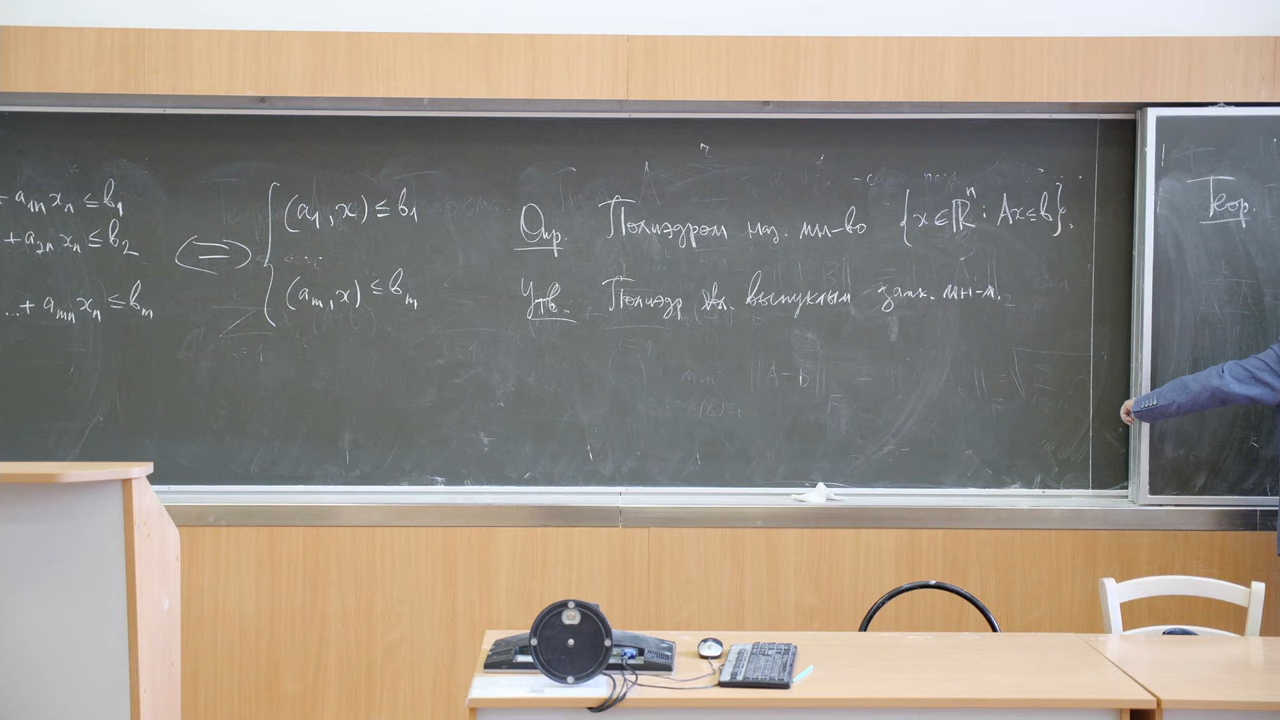 + a₁ₙxₙ ≤ b₁
+ a₂ₙxₙ ≤ b₂
...+ aₘₙxₙ ≤ bₘ
⇔ { (a₁, x) ≤ b₁
...
(aₘ, x) ≤ bₘ
Опр. Полиэдром наз. мн-во {x ∈ ℝⁿ : Ax ≤ b}.
Утв. Полиэдр явл. выпуклым замк. мн-м.
Теор.